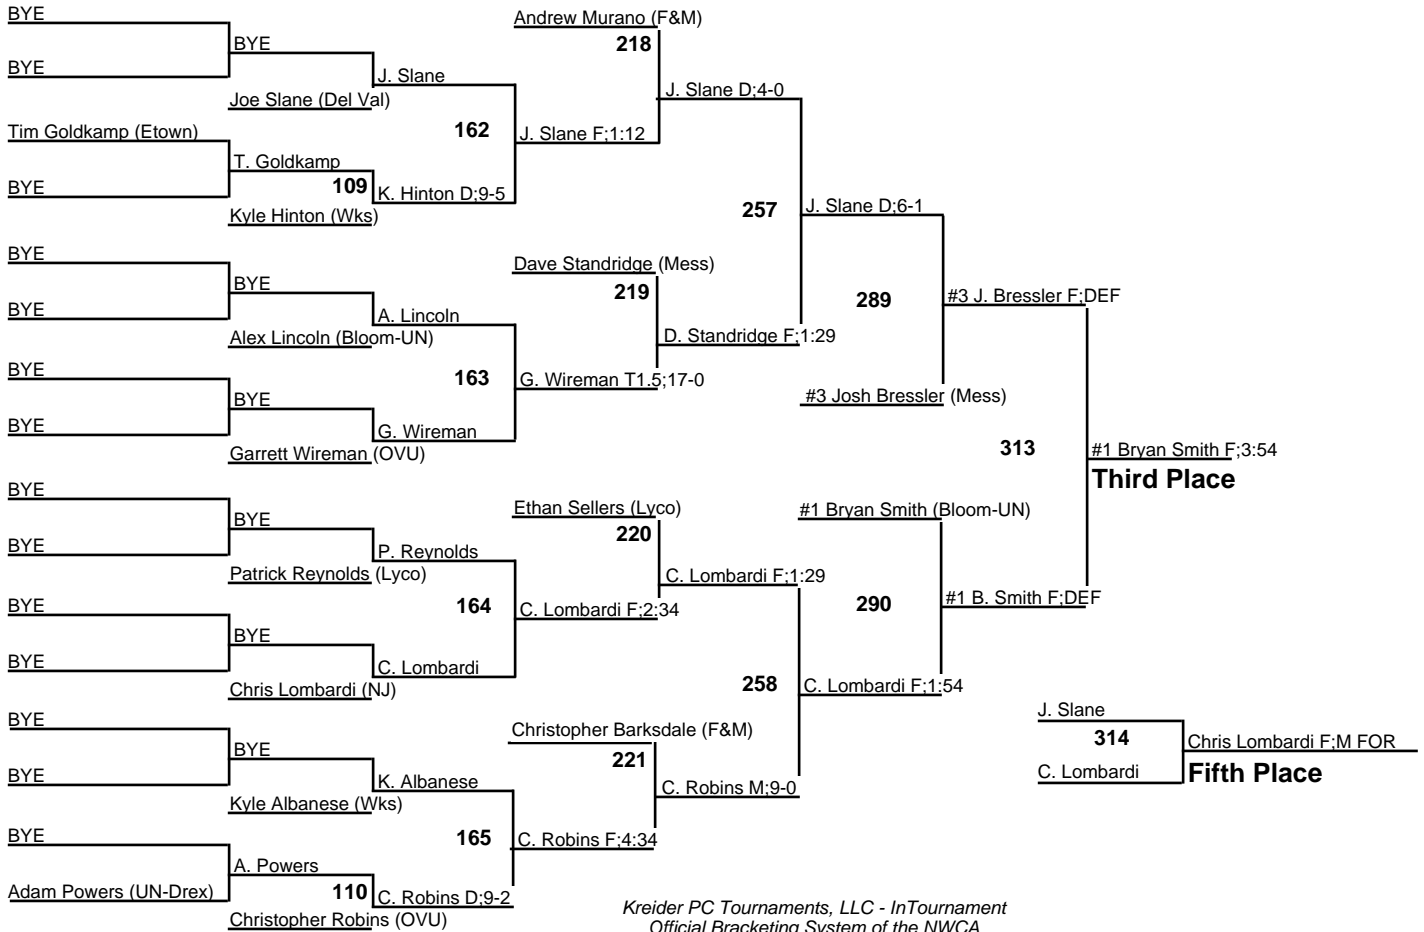 BYE
BYE
BYE
J. Slane
Joe Slane (Del Val)
Tim Goldkamp (Etown)
BYE
T. Goldkamp
109
K. Hinton D;9-5
Kyle Hinton (Wks)
162
J. Slane F;1:12
Andrew Murano (F&M)
218
J. Slane D;4-0
BYE
BYE
BYE
A. Lincoln
Alex Lincoln (Bloom-UN)
BYE
BYE
BYE
G. Wireman
Garrett Wireman (OVU)
163
G. Wireman T1.5;17-0
Dave Standridge (Mess)
219
D. Standridge F;1:29
257
J. Slane D;6-1
289
#3 Josh Bressler (Mess)
#3 J. Bressler F;DEF
BYE
BYE
BYE
P. Reynolds
Patrick Reynolds (Lyco)
BYE
BYE
BYE
C. Lombardi
Chris Lombardi (NJ)
164
C. Lombardi F;2:34
Ethan Sellers (Lyco)
220
C. Lombardi F;1:29
BYE
BYE
BYE
K. Albanese
Kyle Albanese (Wks)
BYE
Adam Powers (UN-Drex)
A. Powers
110
C. Robins D;9-2
Christopher Robins (OVU)
165
C. Robins F;4:34
Christopher Barksdale (F&M)
221
C. Robins M;9-0
258
C. Lombardi F;1:54
#1 Bryan Smith (Bloom-UN)
290
#1 B. Smith F;DEF
313
#1 Bryan Smith F;3:54
Third Place
J. Slane
314
C. Lombardi
Chris Lombardi F;M FOR
Fifth Place
Kreider PC Tournaments, LLC - InTournament
Official Bracketing System of the NWCA